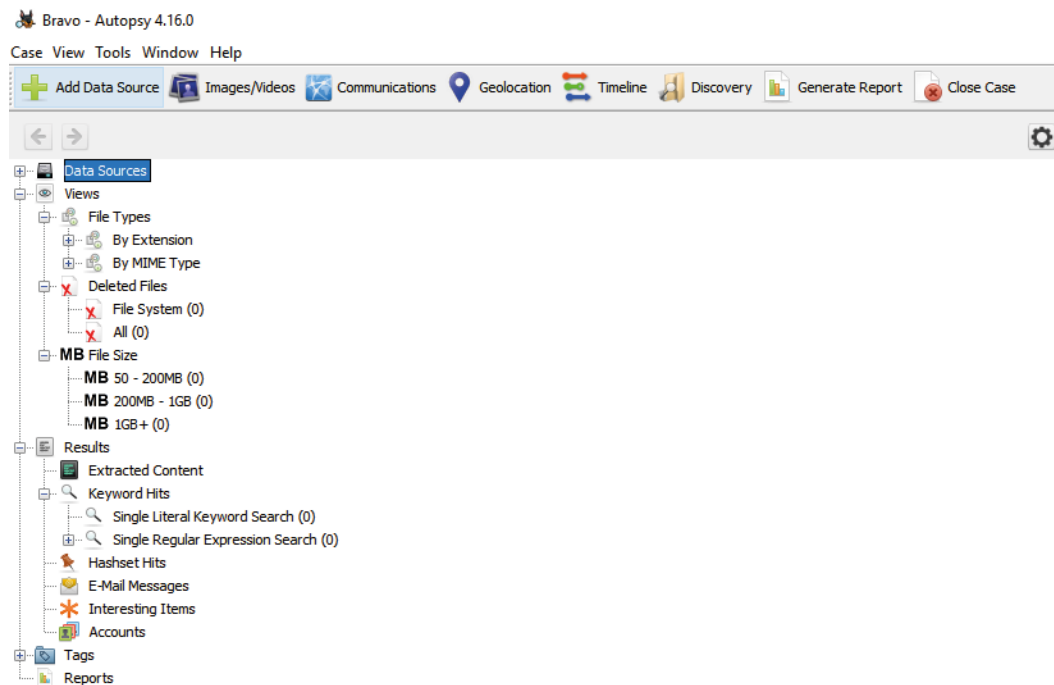 Bravo - Autopsy 4.16.0
Case View Tools Window Help
Add Data Source Images/Videos Communications Geolocation Timeline Discovery Generate Report Close Case
Data Sources
Views
File Types
By Extension
By MIME Type
Deleted Files
File System (0)
All (0)
MB File Size
MB 50 - 200MB (0)
MB 200MB - 1GB (0)
MB 1GB+ (0)
Results
Extracted Content
Keyword Hits
Single Literal Keyword Search (0)
Single Regular Expression Search (0)
Hashset Hits
E-Mail Messages
Interesting Items
Accounts
Tags
Reports